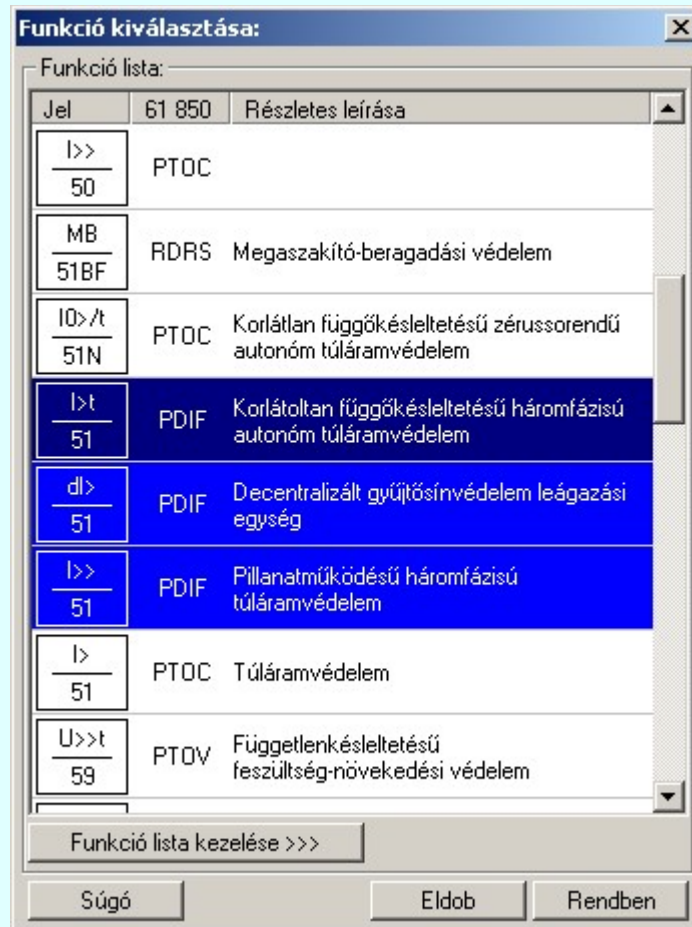 Funkció kiválasztása:
Funkció lista:
Jel 61 850 Részletes leírása
I>>
50
PTOC
MB
51BF
RDRS
Megaszakító-beragadási védelem
I0>/t
51N
PTOC
Korlátlan függőkésleltetésű zérussorendű
autonóm túláramvédelem
I>t
51
PDIF
Korlátoltan fűggőkésleltetésű háromfázisú
autonóm túláramvédelem
dI>
51
PDIF
Decentralizált gyűjtősínvédelem leágazási
egység
I>>
51
PDIF
Pillanatműködésű háromfázisú
túláramvédelem
I>
51
PTOC
Túláramvédelem
U>>t
59
PTOV
Függetlenkésleltetésű
feszültség-növekedési védelem
Funkció lista kezelése >>>
Súgó Eldob Rendben